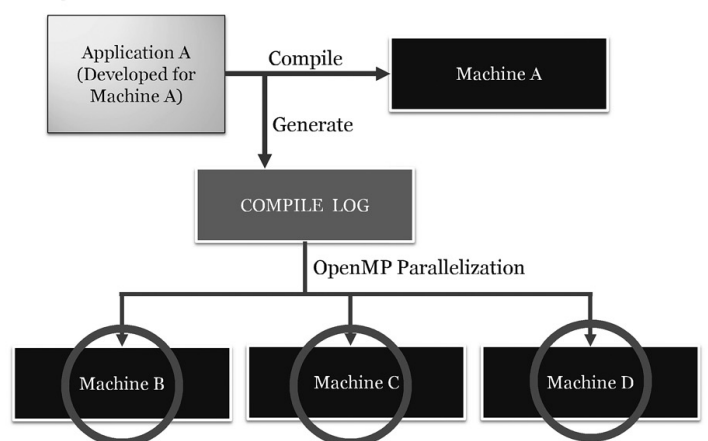 Application A
(Developed for
Machine A)
Compile
Machine A
Generate
COMPILE LOG
OpenMP Parallelization
Machine B
Machine C
Machine D